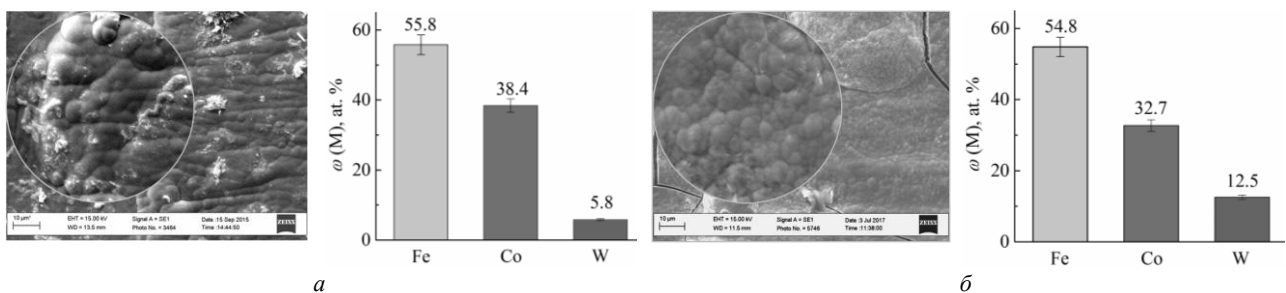 10 µm*
EHT = 15.00 kV
WD = 13.5 mm
Signal A = SE1
Photo No. = 3484
Date :15 Sep 2015
Time :14:44:50
ZEISS
ω (M), at. %
60
40
20
0
55.8
38.4
5.8
Fe Co W
а
10 µm
EHT = 15.00 kV
WD = 11.5 mm
Signal A = SE1
Photo No. = 5746
Date :3 Jul 2017
Time :11:38:00
ZEISS
ω (M), at. %
60
40
20
0
54.8
32.7
12.5
Fe Co W
б